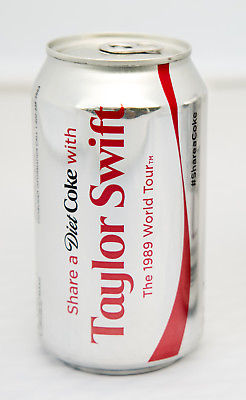 Share a Diet Coke with
Taylor Swift
The 1989 World Tour™
#ShareaCoke